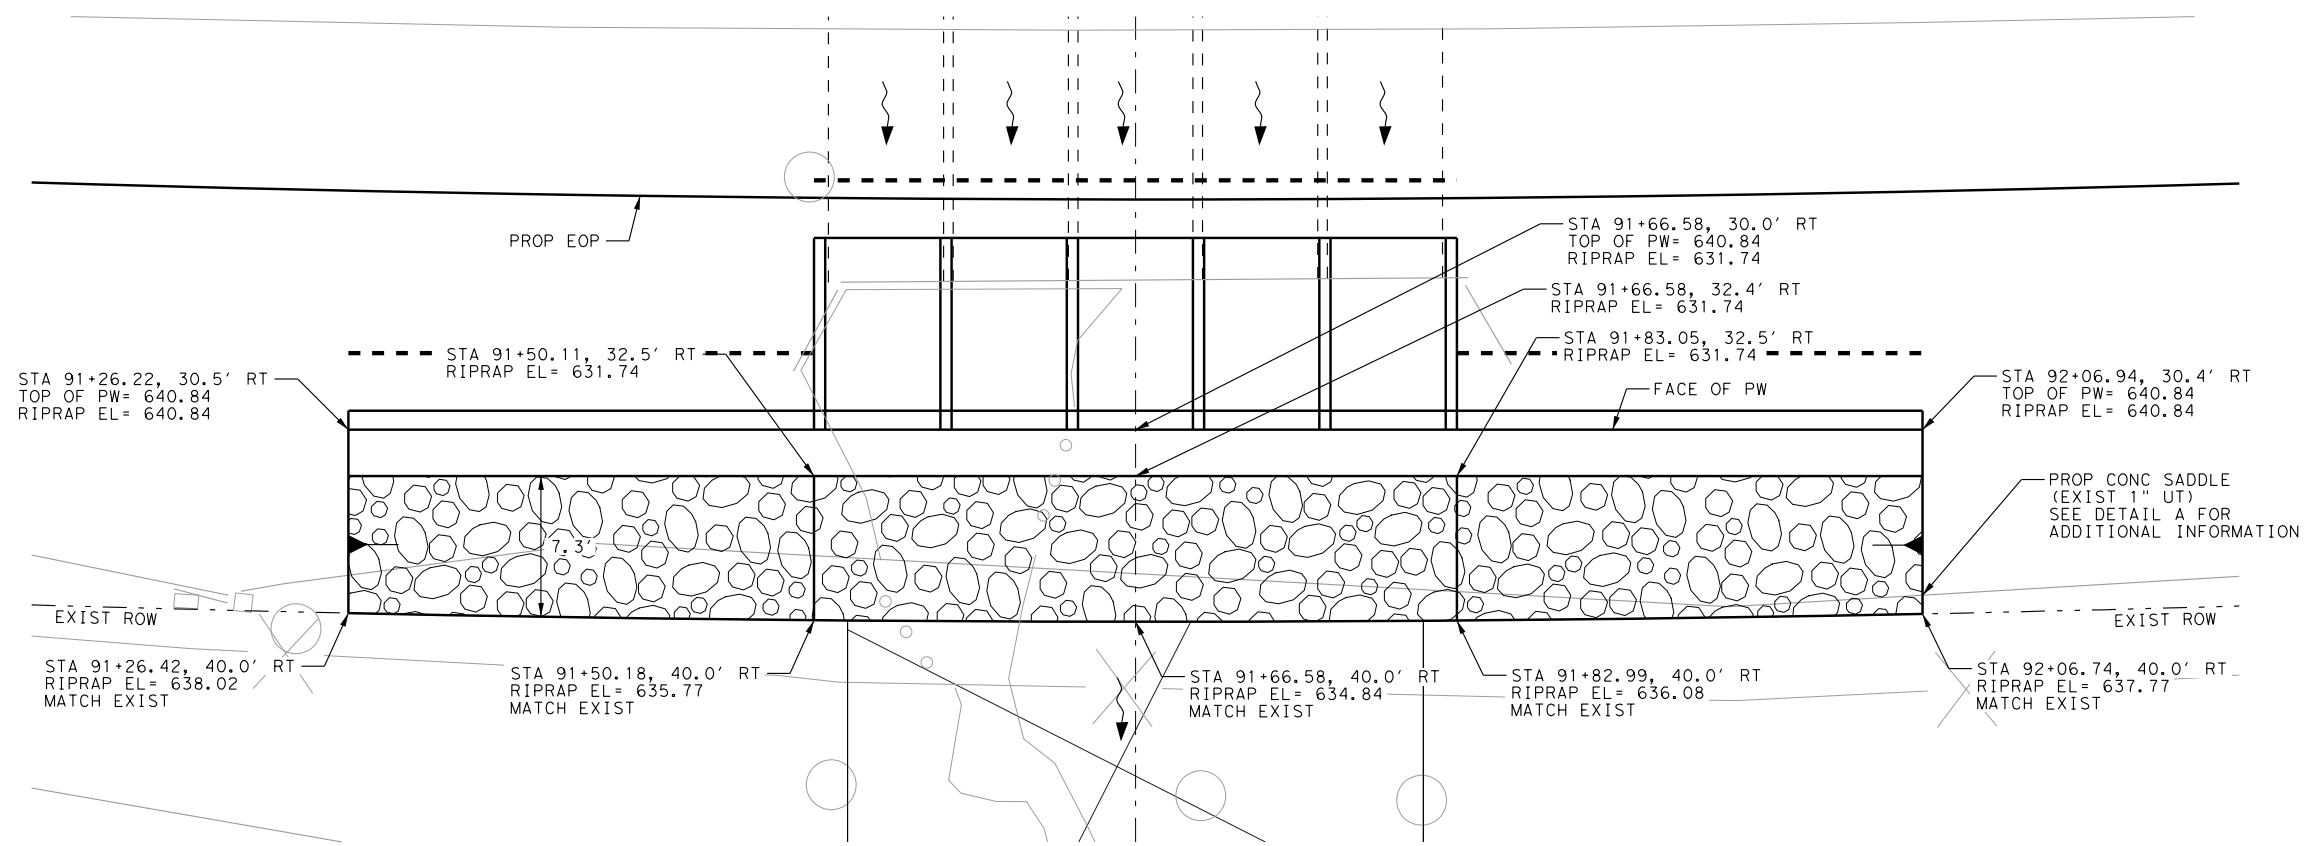 PROP EOP
STA 91+66.58, 30.0' RT
TOP OF PW= 640.84
RIPRAP EL= 631.74
STA 91+66.58, 32.4' RT
RIPRAP EL= 631.74
STA 91+50.11, 32.5' RT
RIPRAP EL= 631.74
STA 91+83.05, 32.5' RT
RIPRAP EL= 631.74
STA 91+26.22, 30.5' RT
TOP OF PW= 640.84
RIPRAP EL= 640.84
FACE OF PW
STA 92+06.94, 30.4' RT
TOP OF PW= 640.84
RIPRAP EL= 640.84
PROP CONC SADDLE
(EXIST 1" UT)
SEE DETAIL A FOR
ADDITIONAL INFORMATION
7.3'
EXIST ROW
EXIST ROW
STA 91+26.42, 40.0' RT
RIPRAP EL= 638.02
MATCH EXIST
STA 91+50.18, 40.0' RT
RIPRAP EL= 635.77
MATCH EXIST
STA 91+66.58, 40.0' RT
RIPRAP EL= 634.84
MATCH EXIST
STA 91+82.99, 40.0' RT
RIPRAP EL= 636.08
MATCH EXIST
STA 92+06.74, 40.0' RT
RIPRAP EL= 637.77
MATCH EXIST